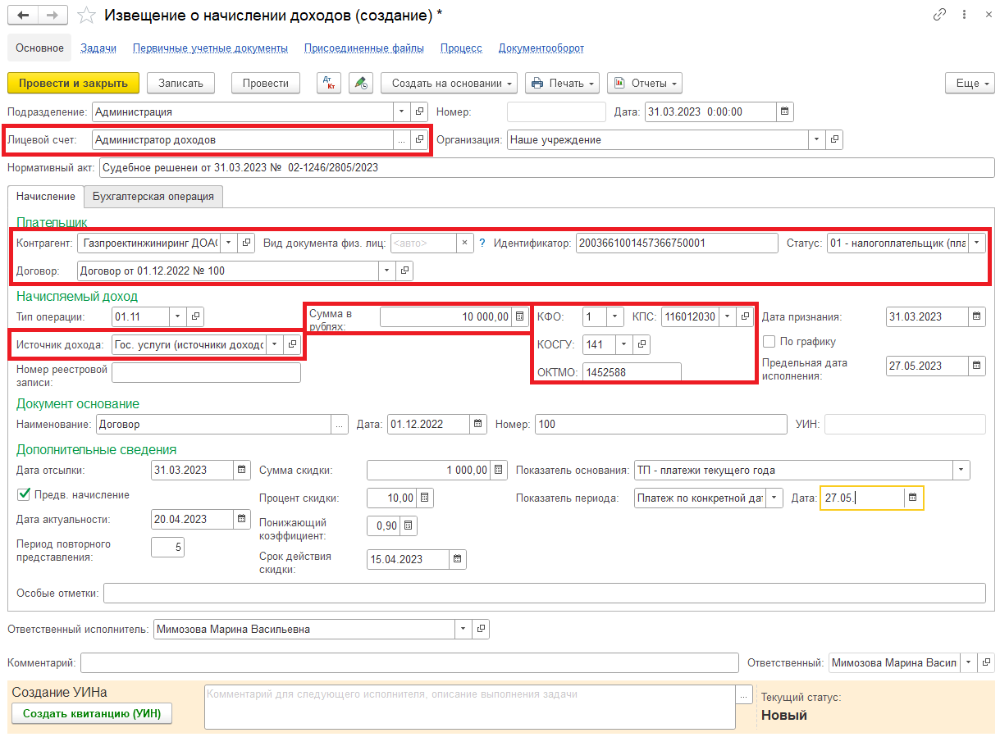 Извещение о начислении доходов (создание) *
Основное Задачи Первичные учетные документы Присоединенные файлы Процесс Документооборот
Провести и закрыть Записать Провести Дт Кт Создать на основании Печать Отчеты Еще
Подразделение: Администрация Номер: Дата: 31.03.2023 0:00:00
Лицевой счет: Администратор доходов ... Организация: Наше учреждение
Нормативный акт: Судебное решенеи от 31.03.2023 № 02-1246/2805/2023
Начисление Бухгалтерская операция
Плательщик
Контрагент: Газпроектинжиниринг ДОАО Вид документа физ. лиц: <авто> × ? Идентификатор: 2003661001457366750001 Статус: 01 - налогоплательщик (пла
Договор: Договор от 01.12.2022 № 100
Начисляемый доход
Тип операции: 01.11 Сумма в рублях: 10 000,00 КФО: 1 КПС: 116012030 Дата признания: 31.03.2023
Источник дохода: Гос. услуги (источники доходс КОСГУ: 141 По графику
Номер реестровой записи: ОКТМО: 1452588 Предельная дата исполнения: 27.05.2023
Документ основание
Наименование: Договор ... Дата: 01.12.2022 Номер: 100 УИН:
Дополнительные сведения
Дата отсылки: 31.03.2023 Сумма скидки: 1 000,00 Показатель основания: ТП - платежи текущего года
Предв. начисление Процент скидки: 10,00 Показатель периода: Платеж по конкретной дат Дата: 27.05.
Дата актуальности: 20.04.2023 Понижающий коэффициент: 0,90
Период повторного представления: 5 Срок действия скидки: 15.04.2023
Особые отметки:
Ответственный исполнитель: Мимозова Марина Васильевна
Комментарий: Ответственный: Мимозова Марина Васил
Создание УИНа Комментарий для следующего исполнителя, описание выполнения задачи ... Текущий статус:
Создать квитанцию (УИН) Новый